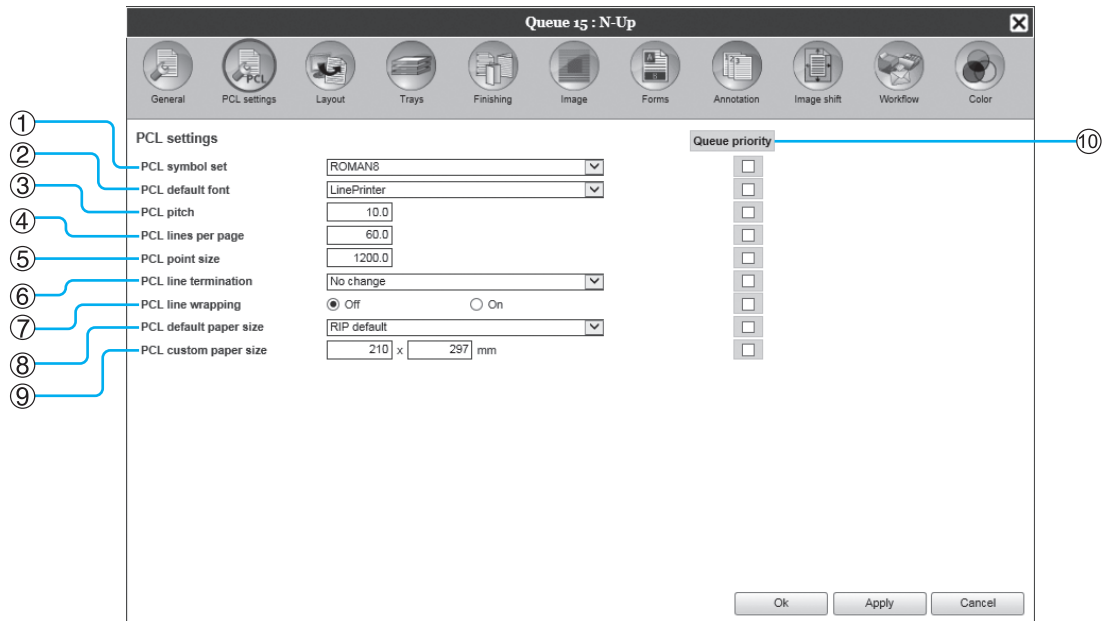 Queue 15 : N-Up
PCL
General PCL settings Layout Trays Finishing Image Forms Annotation Image shift Workflow Color
PCL settings
Queue priority
① PCL symbol set ROMAN8
② PCL default font LinePrinter
③ PCL pitch 10.0
④ PCL lines per page 60.0
⑤ PCL point size 1200.0
⑥ PCL line termination No change
⑦ PCL line wrapping Off On
⑧ PCL default paper size RIP default
⑨ PCL custom paper size 210 x 297 mm
⑩
Ok Apply Cancel